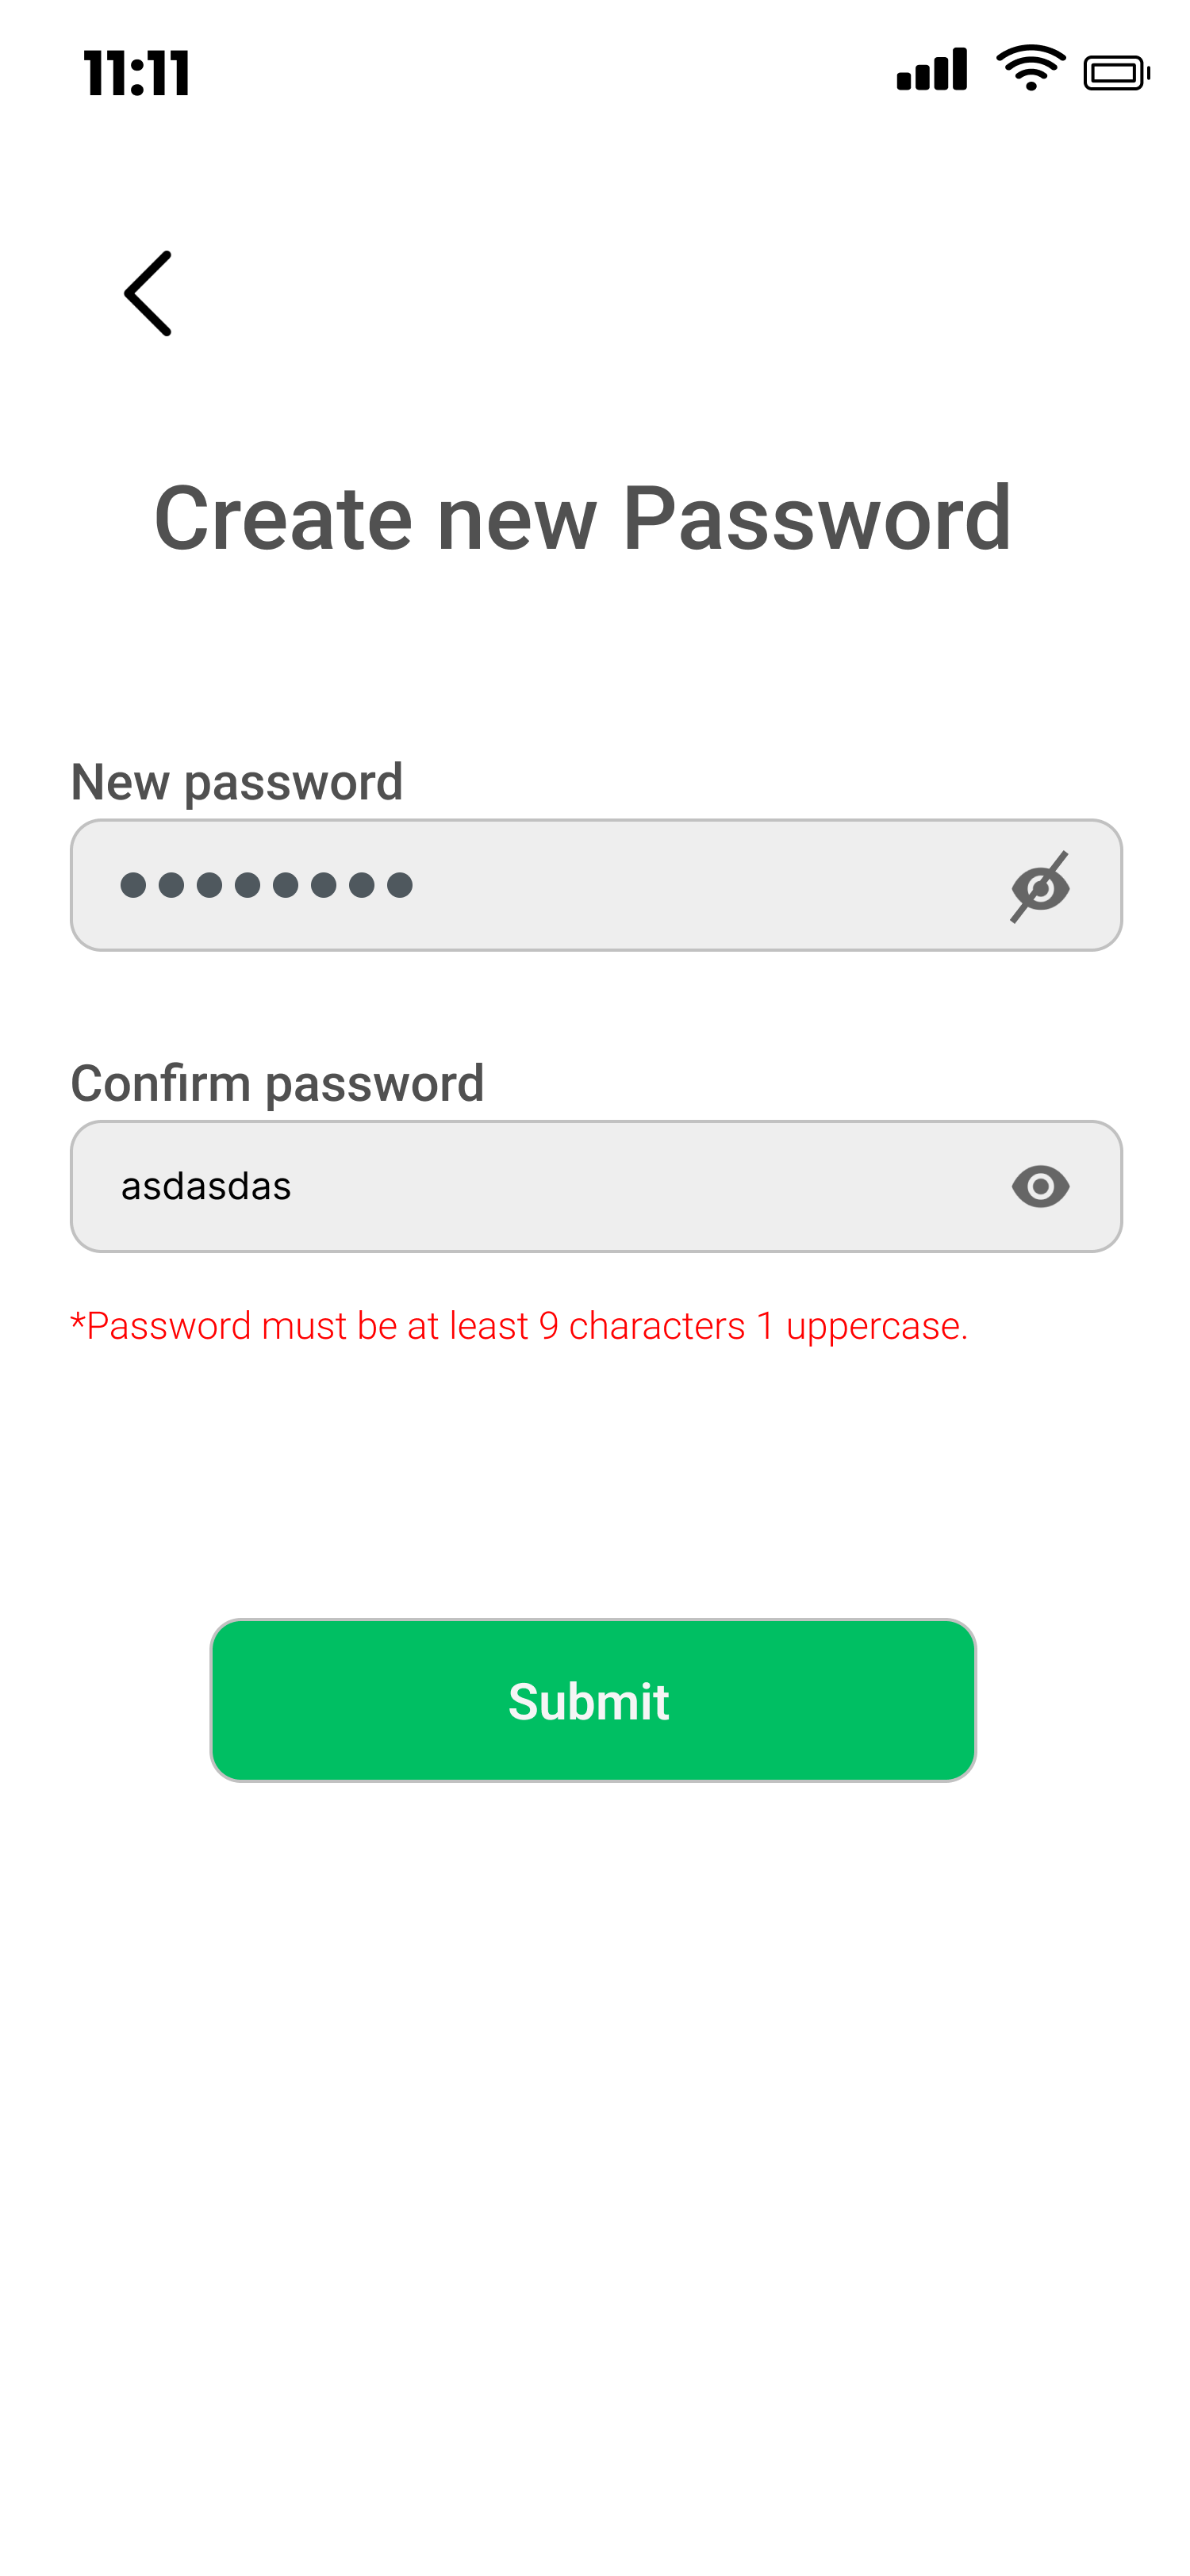 11:11
Create new Password
New password
••••••••
Confirm password
asdasdas
*Password must be at least 9 characters 1 uppercase.
Submit